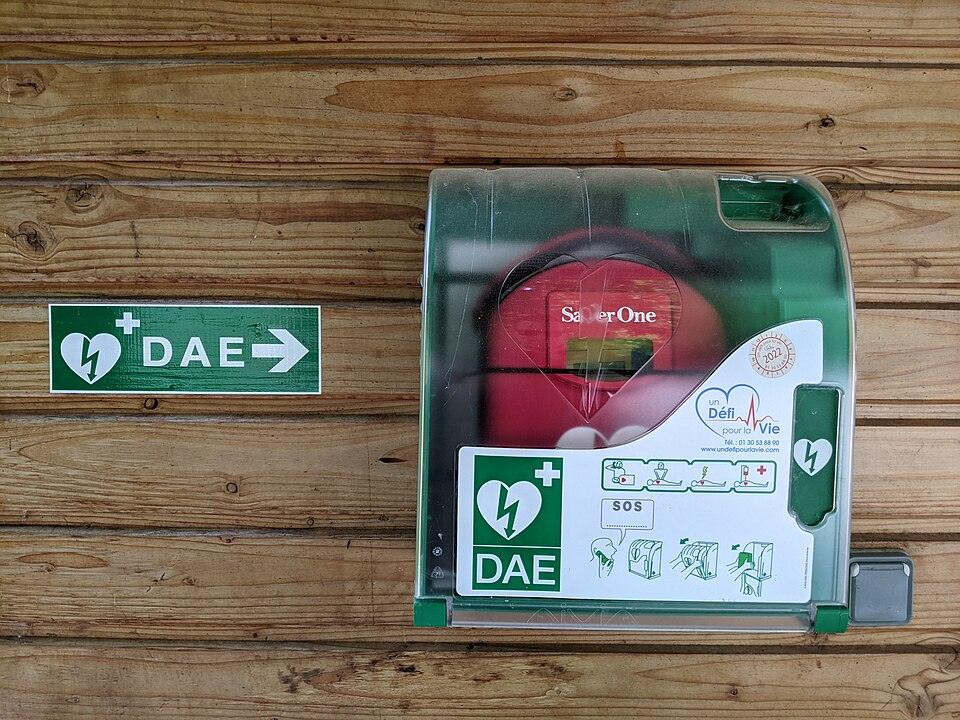 DAE
Saver One
2022
un
Défi
pour la Vie
Tél. : 01 30 53 88 90
www.undefipourlavie.com
SOS
DAE